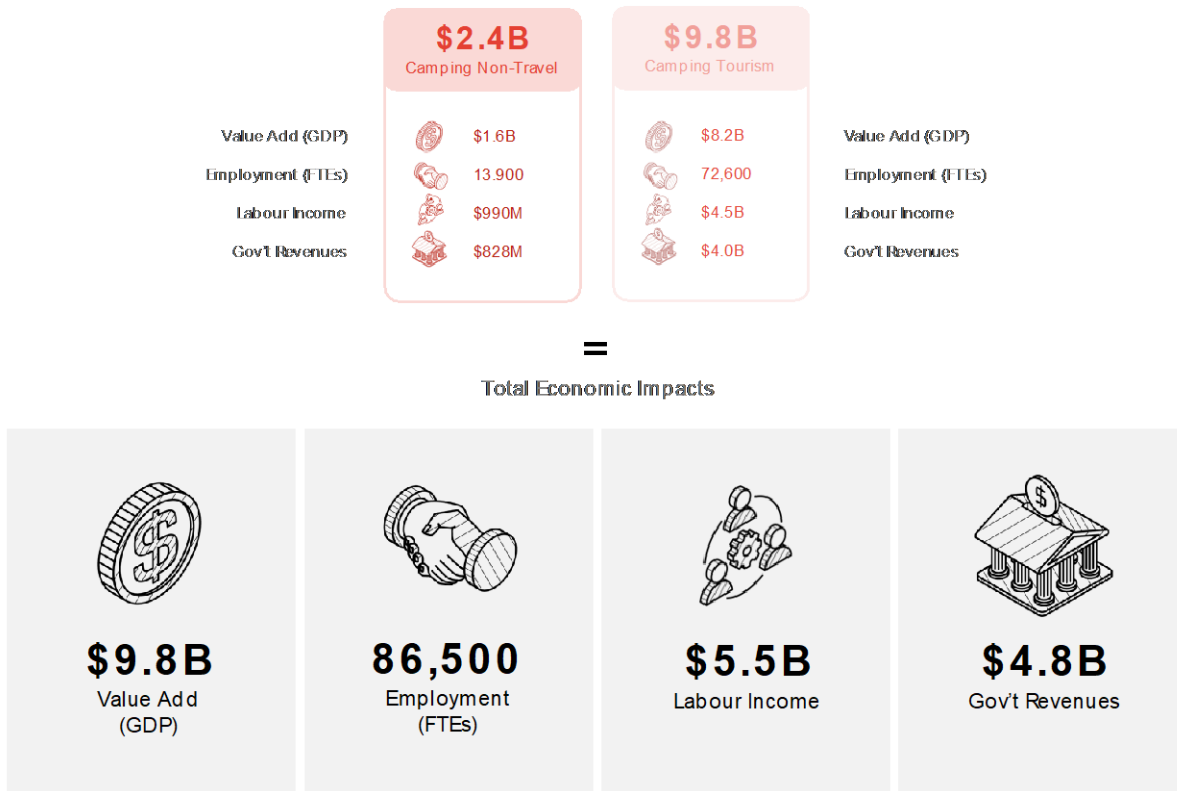 $2.4B
Camping Non-Travel
$9.8B
Camping Tourism
Value Add (GDP)
$1.6B
$8.2B
Value Add (GDP)
Employment (FTEs)
13.900
72,600
Employment (FTEs)
Labour Income
$990M
$4.5B
Labour Income
Gov't Revenues
$828M
$4.0B
Gov't Revenues
=
Total Economic Impacts
$9.8B
Value Add
(GDP)
86,500
Employment
(FTEs)
$5.5B
Labour Income
$4.8B
Gov't Revenues